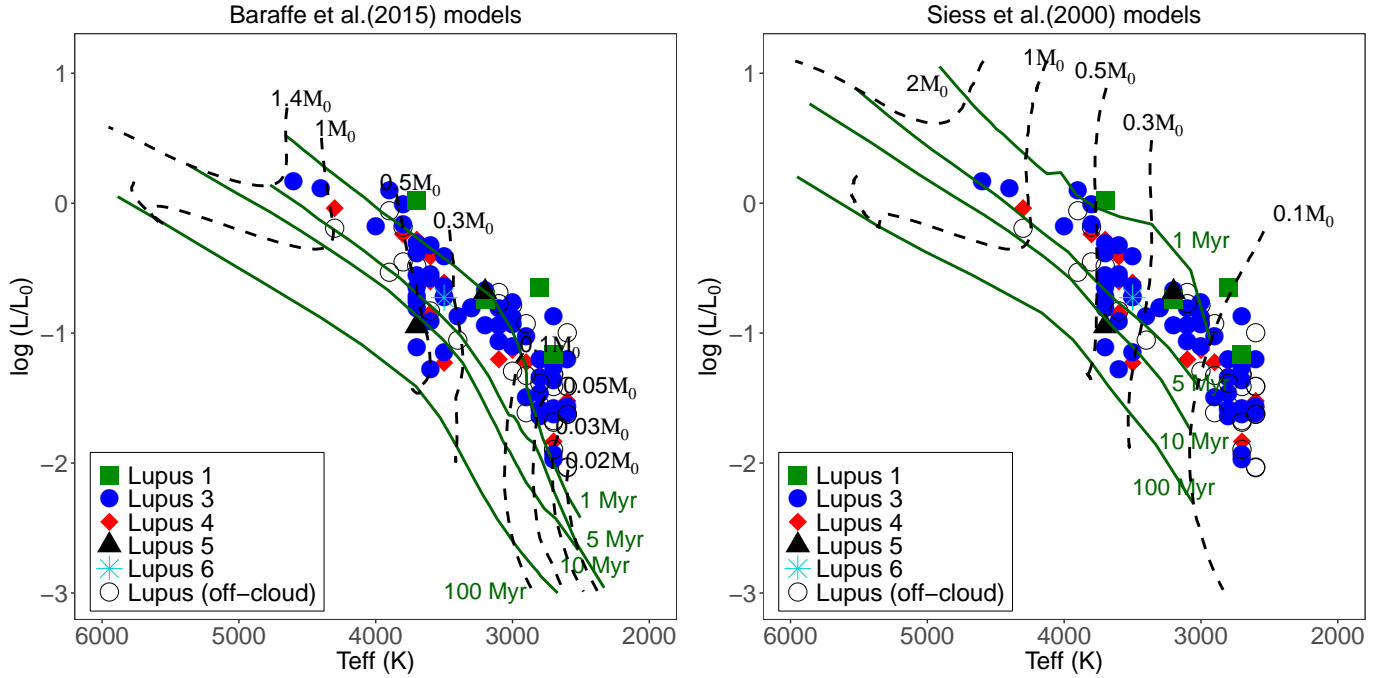 Baraffe et al.(2015) models
log (L/L0)
1
0
−1
−2
−3
1.4M0
1M0
0.5M0
0.3M0
0.1M0
0.05M0
0.03M0
0.02M0
1 Myr
5 Myr
10 Myr
100 Myr
Lupus 1
Lupus 3
Lupus 4
Lupus 5
Lupus 6
Lupus (off−cloud)
6000 5000 4000 3000 2000
Teff (K)
Siess et al.(2000) models
log (L/L0)
1
0
−1
−2
−3
2M0
1M0
0.5M0
0.3M0
0.1M0
1 Myr
5 Myr
10 Myr
100 Myr
Lupus 1
Lupus 3
Lupus 4
Lupus 5
Lupus 6
Lupus (off−cloud)
6000 5000 4000 3000 2000
Teff (K)